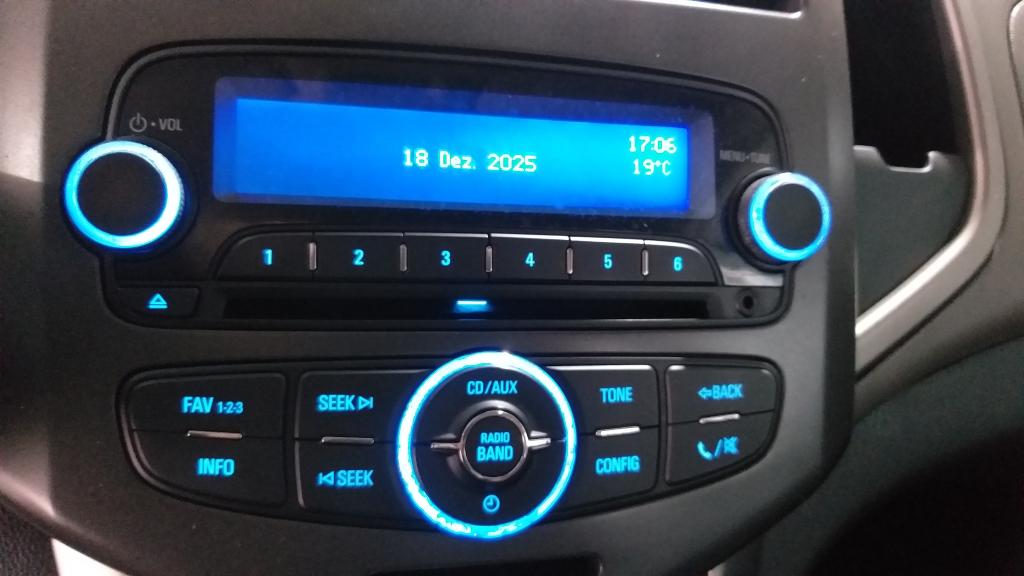 VOL
17:06
MENU-TUNE
18 Dez. 2025
19°C
1 2 3 4 5 6
CD/AUX
FAV 1-2-3
SEEK
TONE
BACK
RADIO
BAND
INFO
SEEK
CONFIG